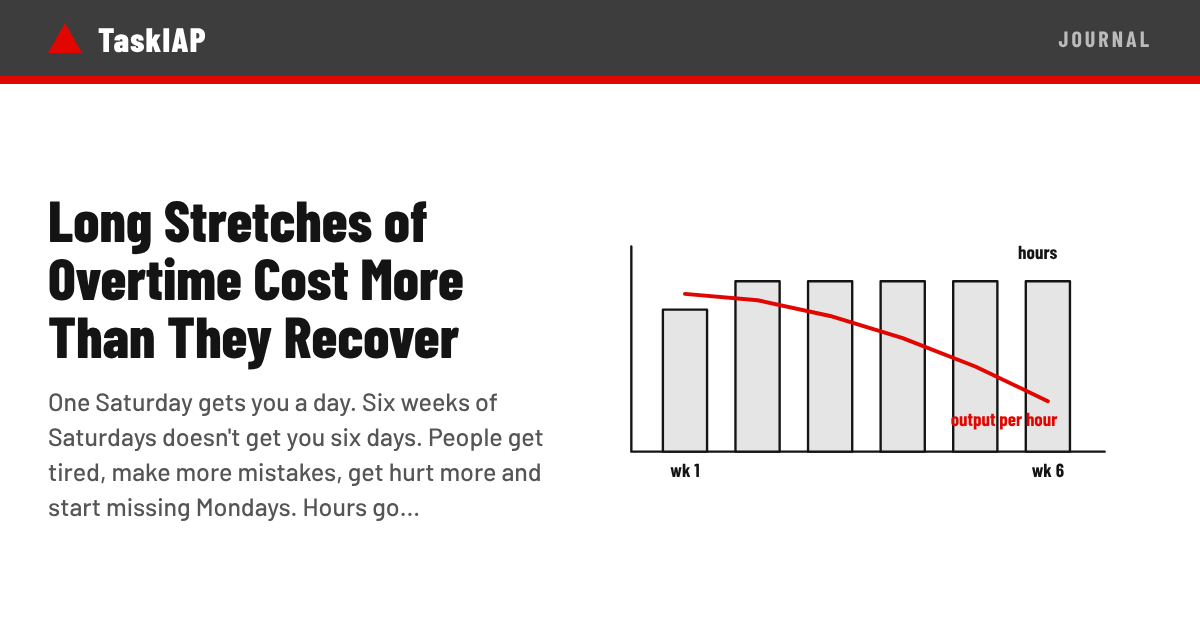 TaskIAP
JOURNAL
Long Stretches of
Overtime Cost More
Than They Recover
One Saturday gets you a day. Six weeks of
Saturdays doesn't get you six days. People get
tired, make more mistakes, get hurt more and
start missing Mondays. Hours go...
hours
output per hour
wk 1
wk 6